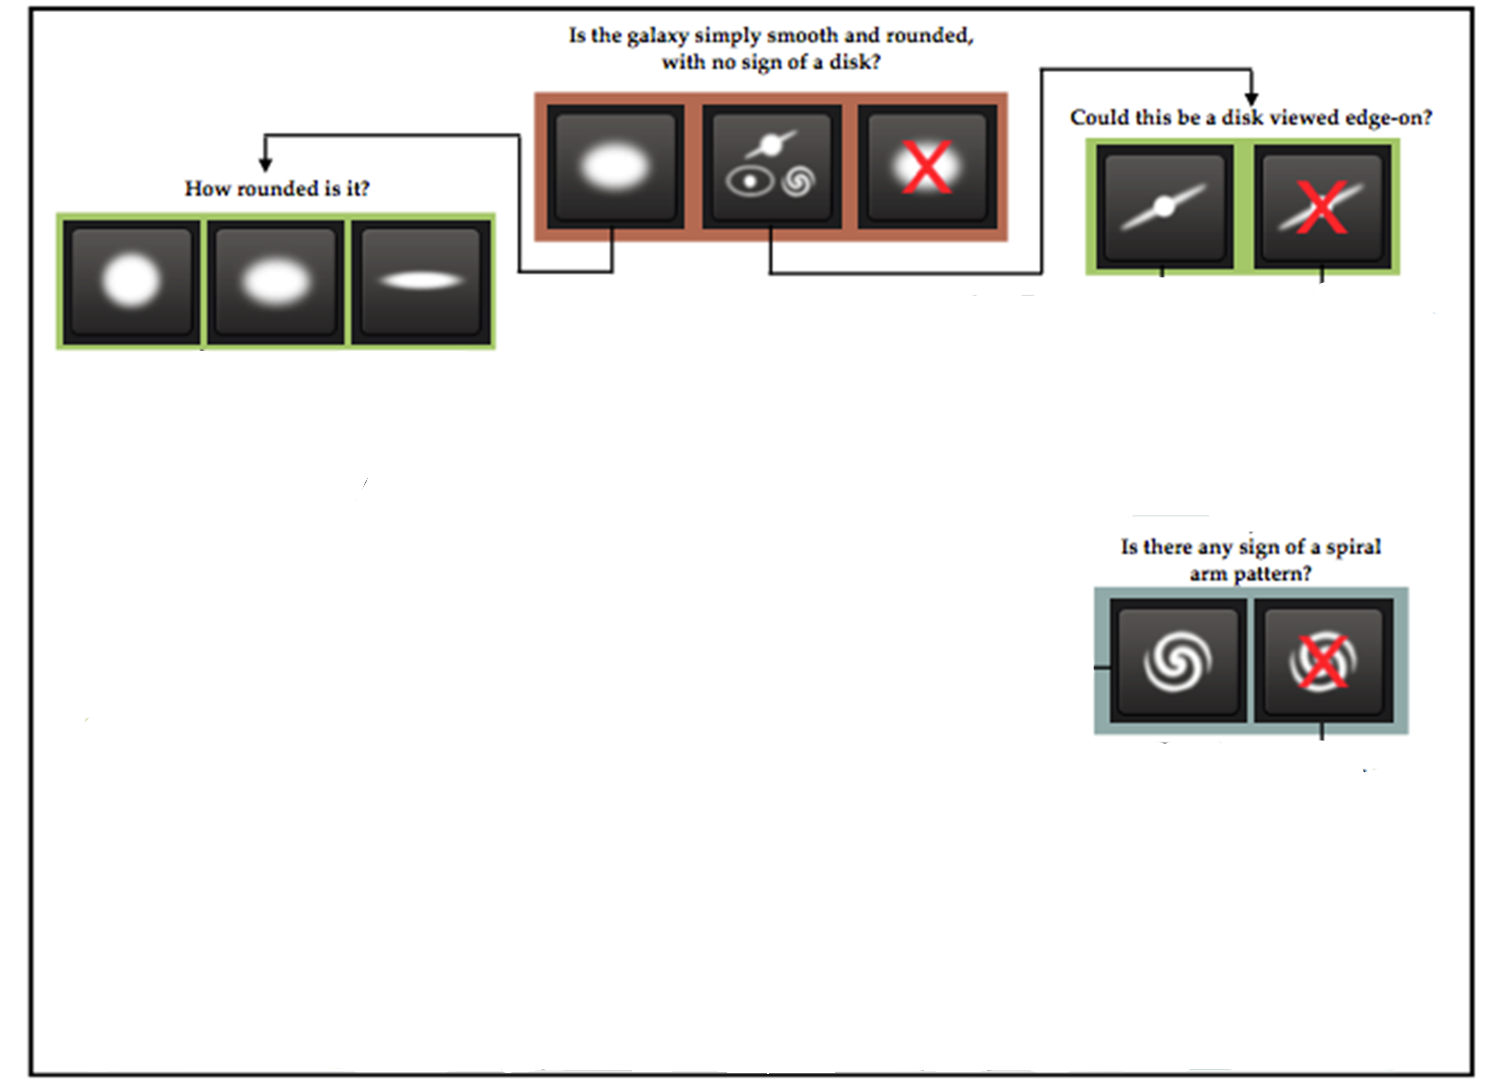 Is the galaxy simply smooth and rounded,
with no sign of a disk?
Could this be a disk viewed edge-on?
How rounded is it?
Is there any sign of a spiral
arm pattern?